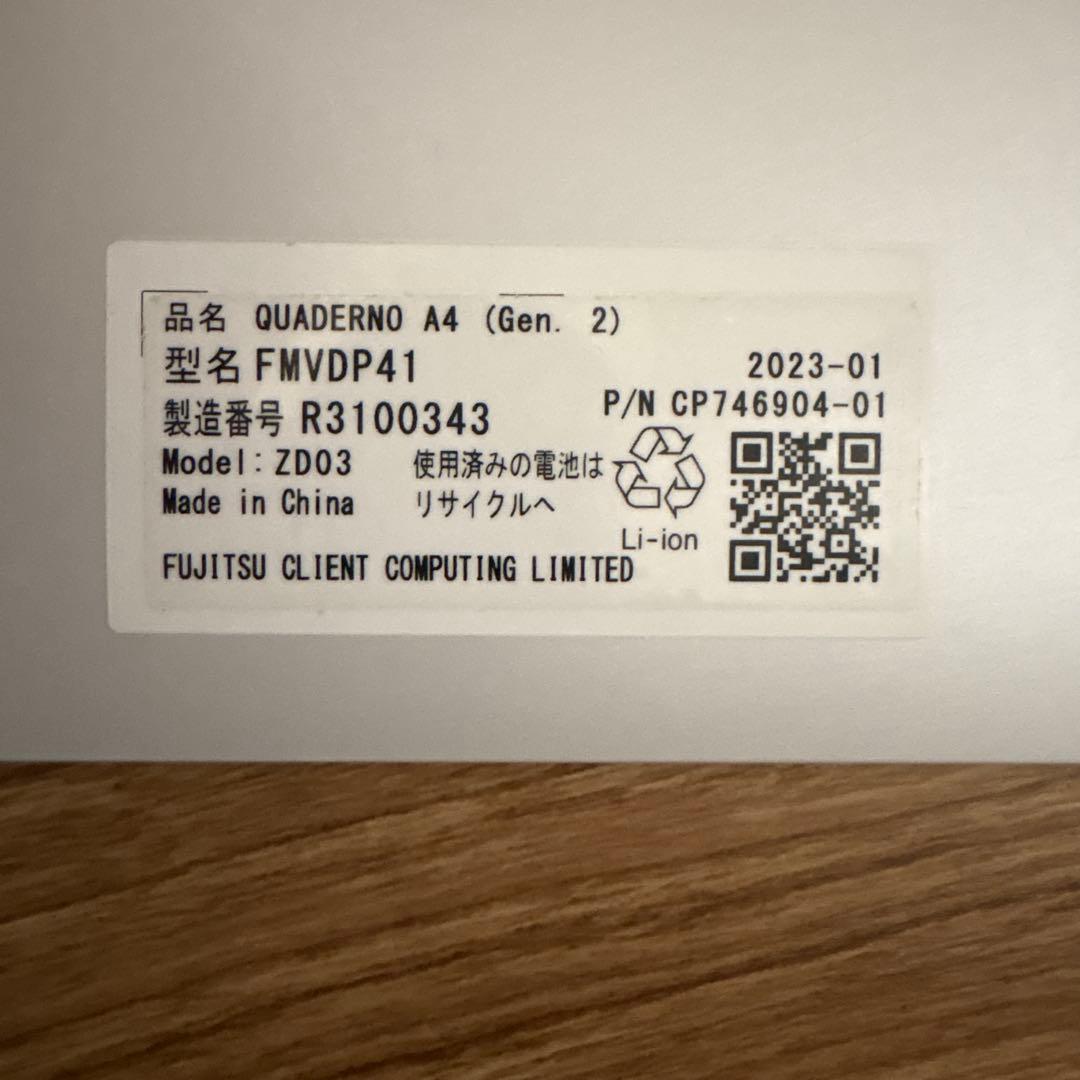 品名 QUADERNO A4 (Gen. 2)
型名 FMVDP41
2023-01
製造番号 R3100343
P/N CP746904-01
Model: ZD03
Made in China
使用済みの電池は
リサイクルへ
Li-ion
FUJITSU CLIENT COMPUTING LIMITED